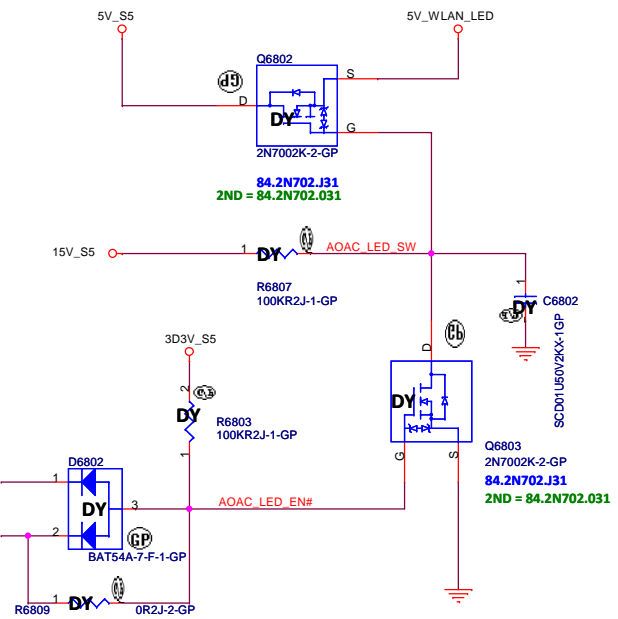 5V_S5
5V_WLAN_LED
Q6802
GP
S
D
DY
G
2N7002K-2-GP
84.2N702.J31
2ND = 84.2N702.031
15V_S5
1
DY
AOAC_LED_SW
R6807
100KR2J-1-GP
1
C6802
DY
SCD01U50V2KX-1GP
3D3V_S5
D
2
DY
R6803
100KR2J-1-GP
1
DY
G
S
Q6803
2N7002K-2-GP
84.2N702.J31
2ND = 84.2N702.031
D6802
1
DY
3
AOAC_LED_EN#
2
GP
BAT54A-7-F-1-GP
R6809
1
DY
0R2J-2-GP